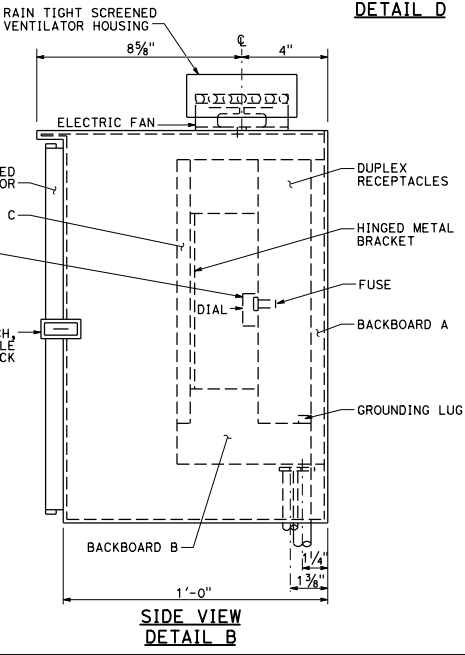 DETAIL D
RAIN TIGHT SCREENED
VENTILATOR HOUSING
8⅝"
℄
4"
ELECTRIC FAN
ED
OR
C
DUPLEX
RECEPTACLES
HINGED METAL
BRACKET
FUSE
DIAL
BACKBOARD A
CH,
LE
CK
GROUNDING LUG
BACKBOARD B
1¼"
1⅜"
1'-0"
SIDE VIEW
DETAIL B